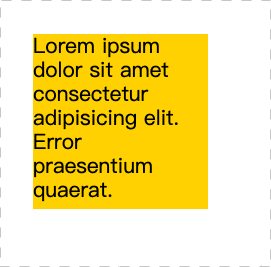 Lorem ipsum
dolor sit amet
consectetur
adipisicing elit.
Error
praesentium
quaerat.